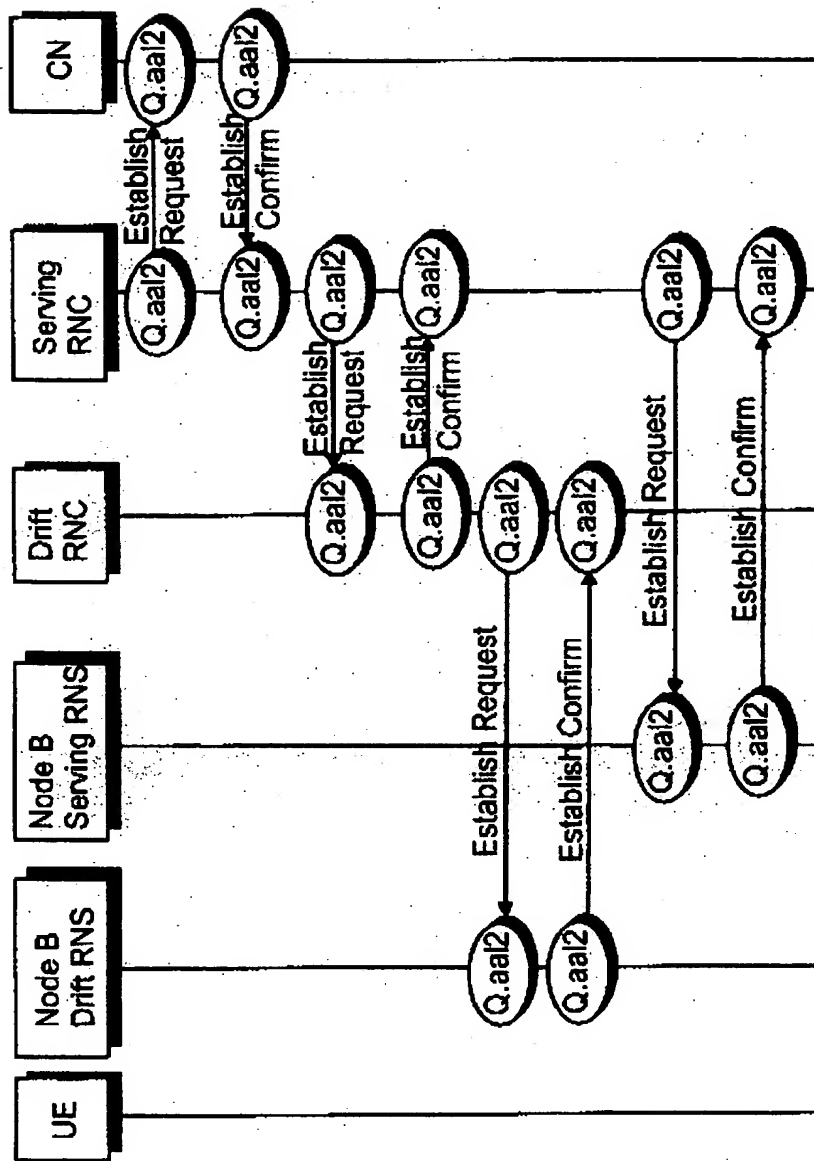 UE
Node B
Drift RNS
Node B
Serving RNS
Drift
RNC
Serving
RNC
CN
Q.aal2
Establish
Request
Q.aal2
Q.aal2
Establish
Confirm
Q.aal2
Q.aal2
Establish
Request
Q.aal2
Q.aal2
Establish
Confirm
Q.aal2
Q.aal2
Establish Request
Q.aal2
Q.aal2
Establish Confirm
Q.aal2
Q.aal2
Establish Request
Q.aal2
Q.aal2
Establish Confirm
Q.aal2